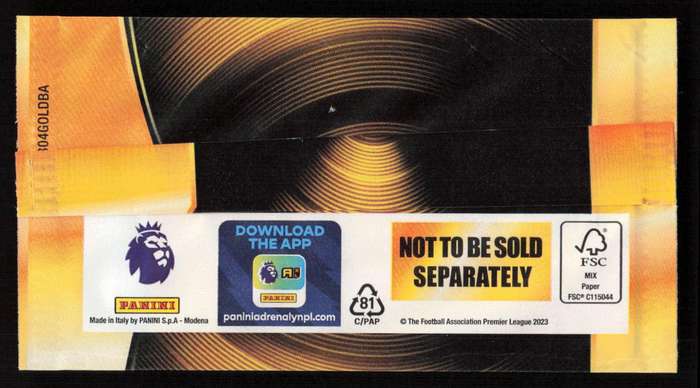 304GOLDBA
DOWNLOAD
THE APP
PANINI
paniniadrenalynpl.com
PANINI
Made in Italy by PANINI S.p.A - Modena
81
C/PAP
NOT TO BE SOLD
SEPARATELY
© The Football Association Premier League 2023
FSC
MIX
Paper
FSC® C115044